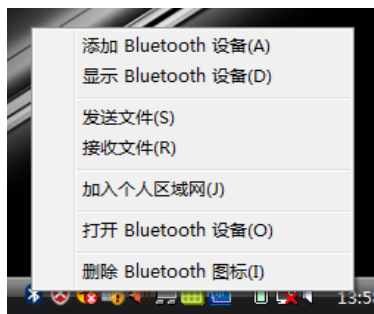 添加 Bluetooth 设备(A)
显示 Bluetooth 设备(D)
发送文件(S)
接收文件(R)
加入个人区域网(J)
打开 Bluetooth 设备(O)
删除 Bluetooth 图标(I)
13:58